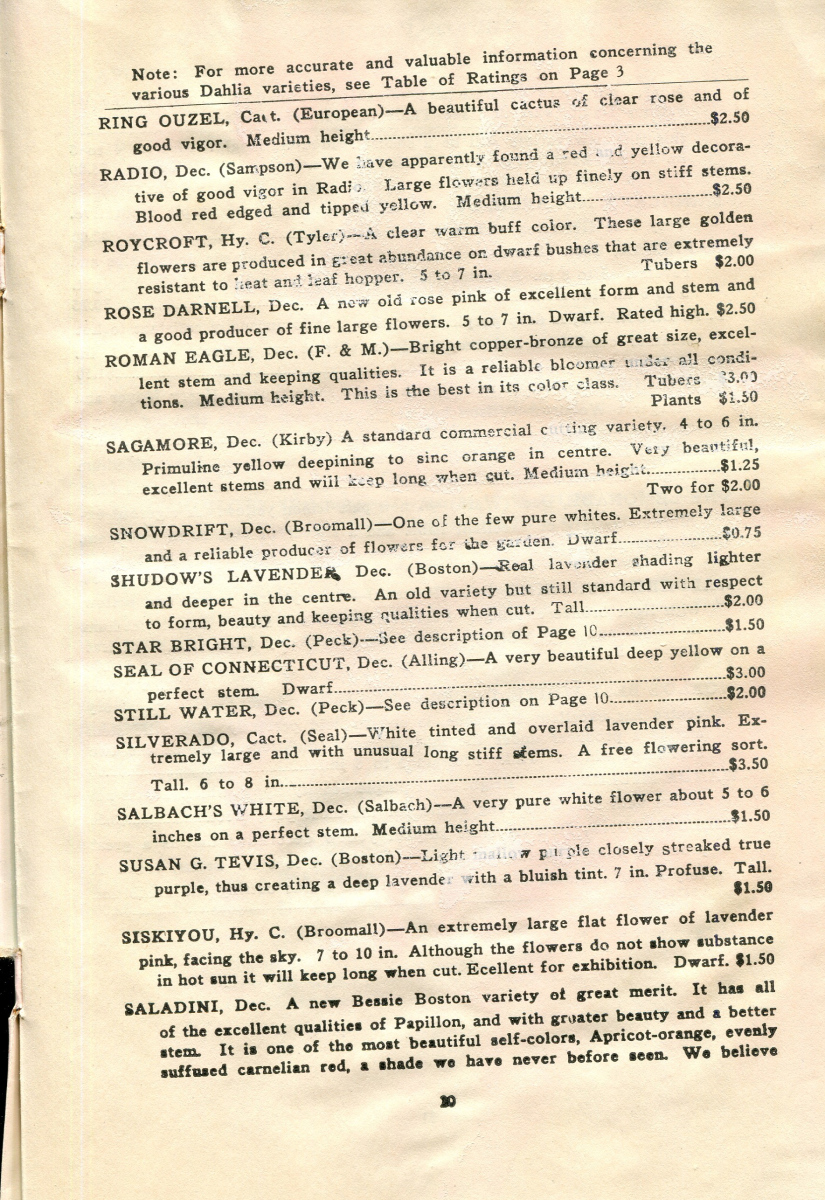 Note: For more accurate and valuable information concerning the
various Dahlia varieties, see Table of Ratings on Page 3
RING OUZEL, Cact. (European)—A beautiful cactus of clear rose and of
good vigor. Medium height..........$2.50
RADIO, Dec. (Sampson)—We have apparently found a red and yellow decora-
tive of good vigor in Radio. Large flowers held up finely on stiff stems.
Blood red edged and tipped yellow. Medium height..........$2.50
ROYCROFT, Hy. C. (Tyler)—A clear warm buff color. These large golden
flowers are produced in great abundance on dwarf bushes that are extremely
resistant to heat and leaf hopper. 5 to 7 in. Tubers $2.00
ROSE DARNELL, Dec. A new old rose pink of excellent form and stem and
a good producer of fine large flowers. 5 to 7 in. Dwarf. Rated high. $2.50
ROMAN EAGLE, Dec. (F. & M.)—Bright copper-bronze of great size, excel-
lent stem and keeping qualities. It is a reliable bloomer under all condi-
tions. Medium height. This is the best in its color class. Tubers $3.00
Plants $1.50
SAGAMORE, Dec. (Kirby) A standard commercial cutting variety. 4 to 6 in.
Primuline yellow deepining to sinc orange in centre. Very beautiful,
excellent stems and will keep long when cut. Medium height..........$1.25
Two for $2.00
SNOWDRIFT, Dec. (Broomall)—One of the few pure whites. Extremely large
and a reliable producer of flowers for the garden. Dwarf..........$0.75
SHUDOW'S LAVENDER, Dec. (Boston)—Real lavender shading lighter
and deeper in the centre. An old variety but still standard with respect
to form, beauty and keeping qualities when cut. Tall..........$2.00
STAR BRIGHT, Dec. (Peck)—See description of Page 10..........$1.50
SEAL OF CONNECTICUT, Dec. (Alling)—A very beautiful deep yellow on a
perfect stem. Dwarf..........$3.00
STILL WATER, Dec. (Peck)—See description on Page 10..........$2.00
SILVERADO, Cact. (Seal)—White tinted and overlaid lavender pink. Ex-
tremely large and with unusual long stiff stems. A free flowering sort.
Tall. 6 to 8 in..........$3.50
SALBACH'S WHITE, Dec. (Salbach)—A very pure white flower about 5 to 6
inches on a perfect stem. Medium height..........$1.50
SUSAN G. TEVIS, Dec. (Boston)—Light mallow purple closely streaked true
purple, thus creating a deep lavender with a bluish tint. 7 in. Profuse. Tall.
$1.50
SISKIYOU, Hy. C. (Broomall)—An extremely large flat flower of lavender
pink, facing the sky. 7 to 10 in. Although the flowers do not show substance
in hot sun it will keep long when cut. Ecellent for exhibition. Dwarf. $1.50
SALADINI, Dec. A new Bessie Boston variety of great merit. It has all
of the excellent qualities of Papillon, and with greater beauty and a better
stem. It is one of the most beautiful self-colors, Apricot-orange, evenly
suffused carnelian red, a shade we have never before seen. We believe